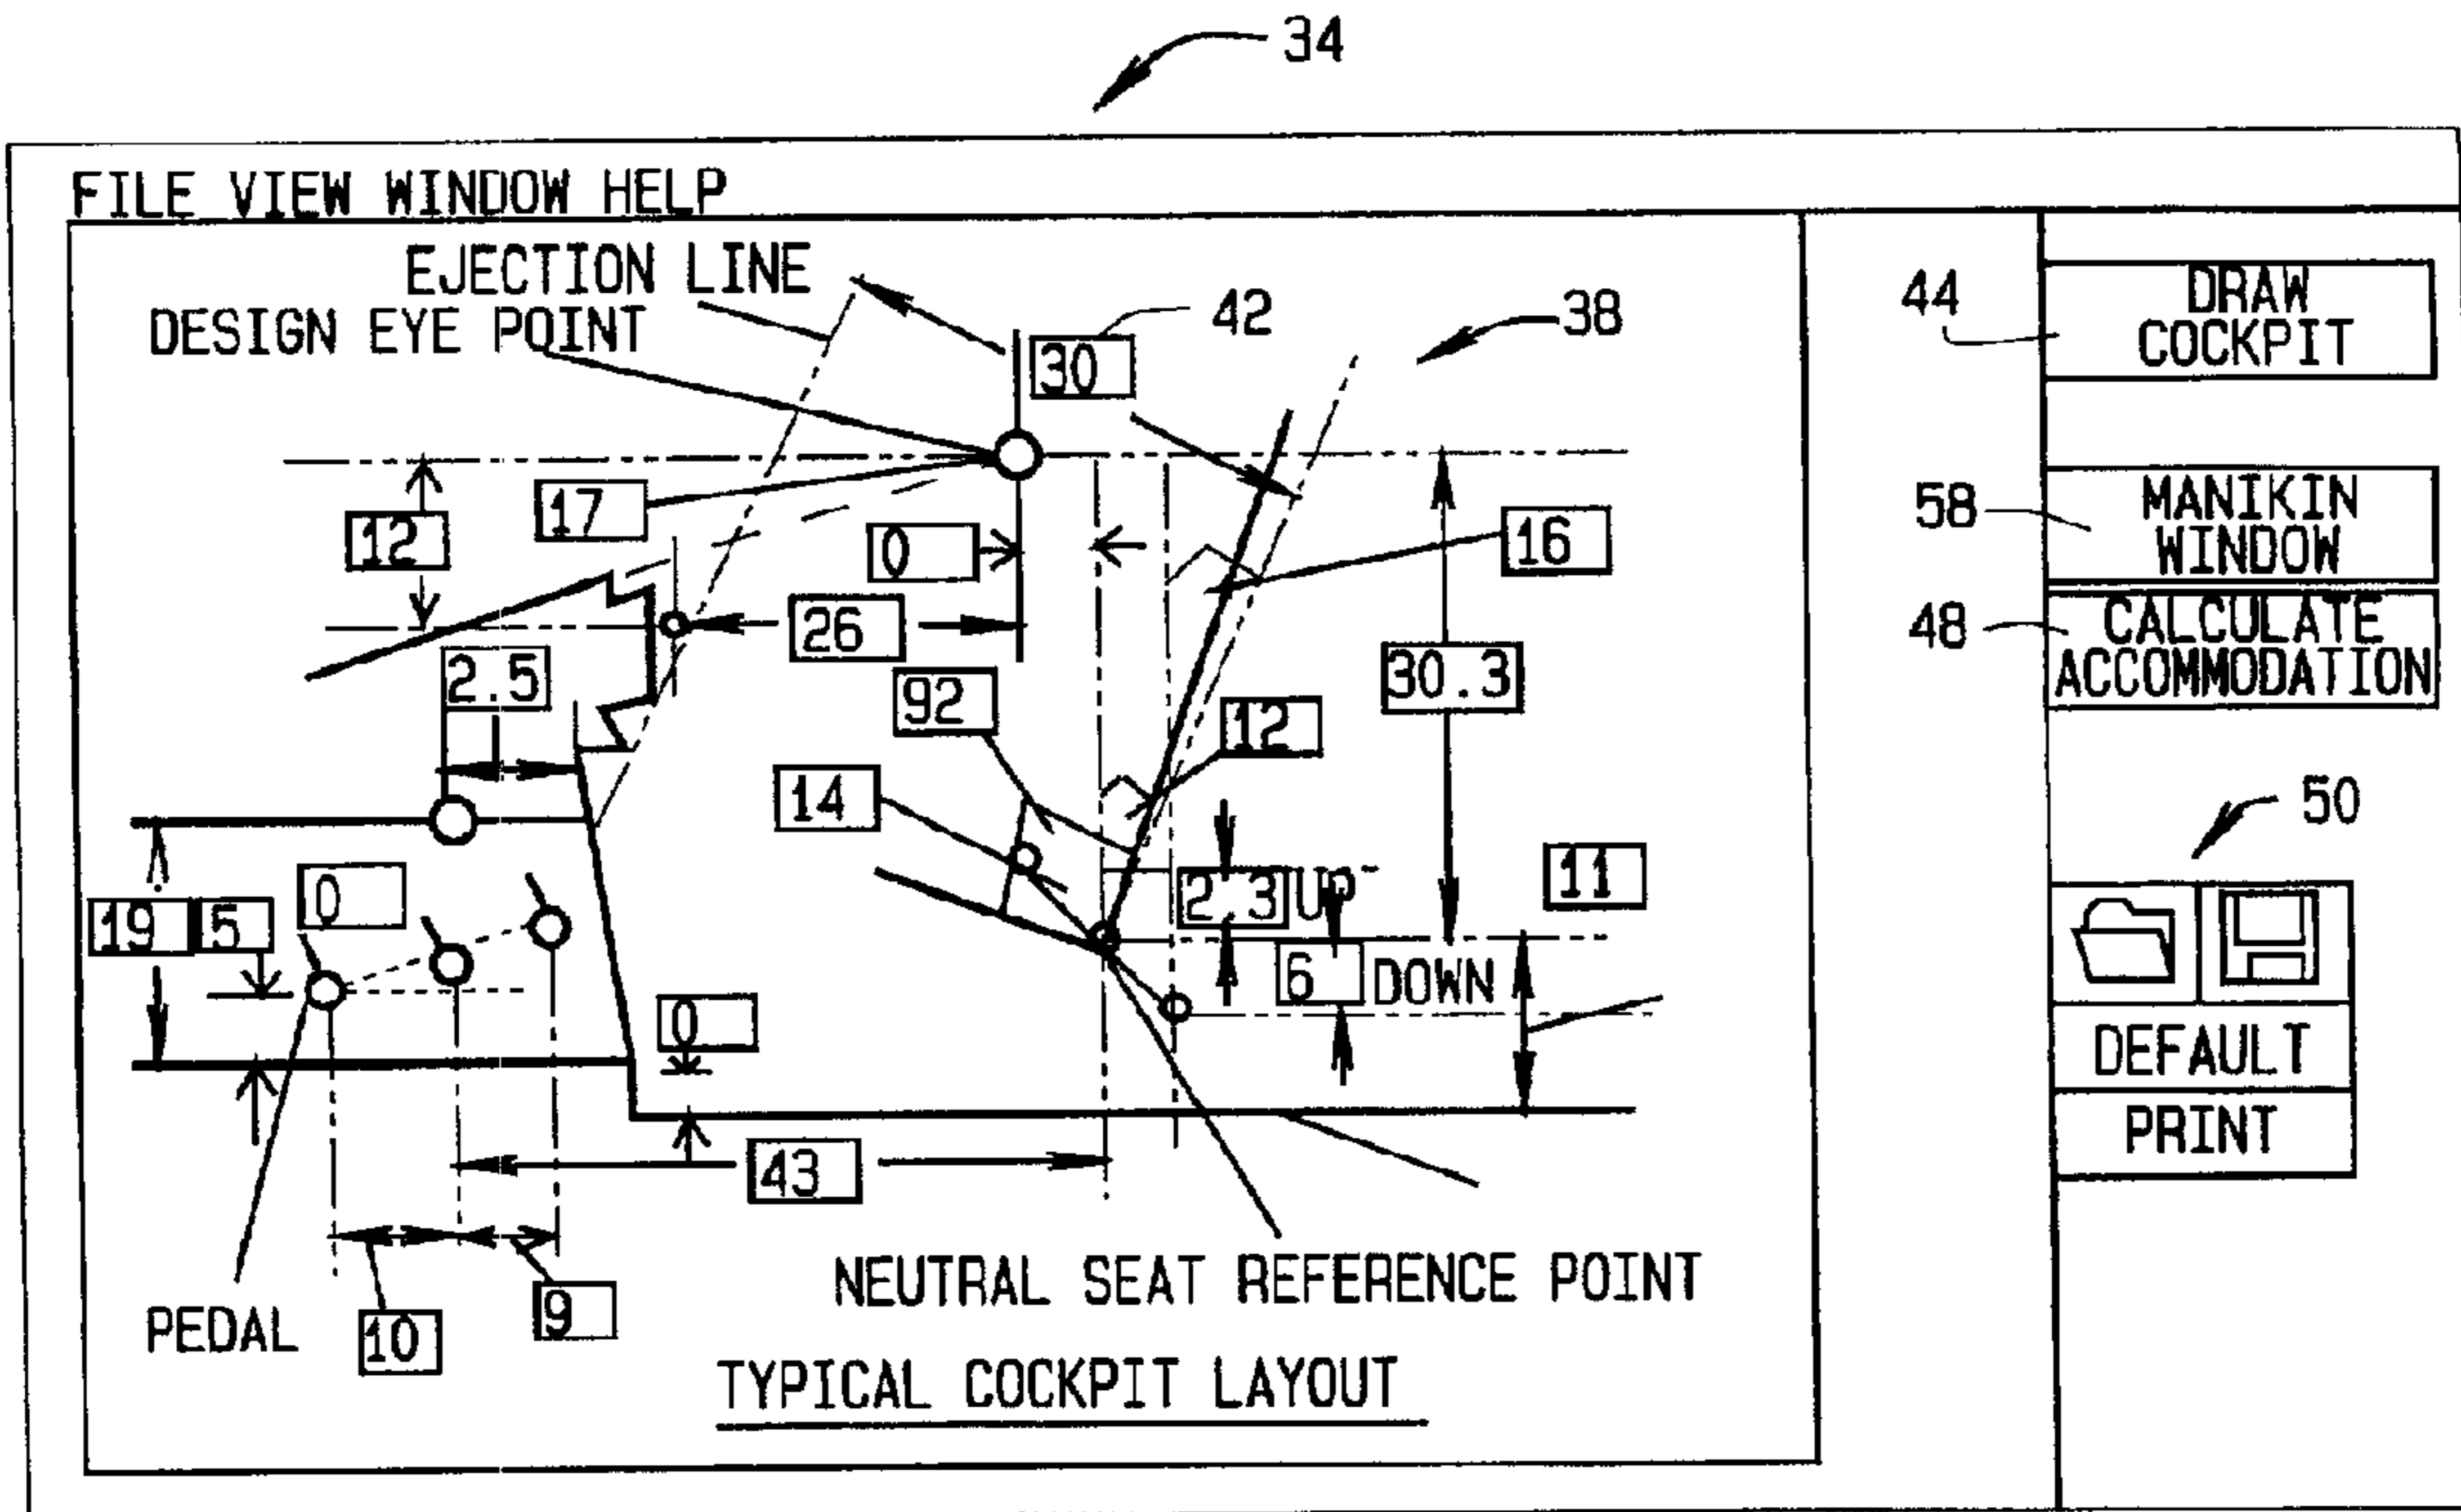 34
FILE VIEW WINDOW HELP
EJECTION LINE
DESIGN EYE POINT
42
38
30
17
12
0
16
26
2.5
30.3
92
12
14
11
0
2.3 UP
19
5
6 DOWN
0
43
NEUTRAL SEAT REFERENCE POINT
PEDAL
10
9
TYPICAL COCKPIT LAYOUT
44
DRAW
COCKPIT
58
MANIKIN
WINDOW
48
CALCULATE
ACCOMMODATION
50
DEFAULT
PRINT